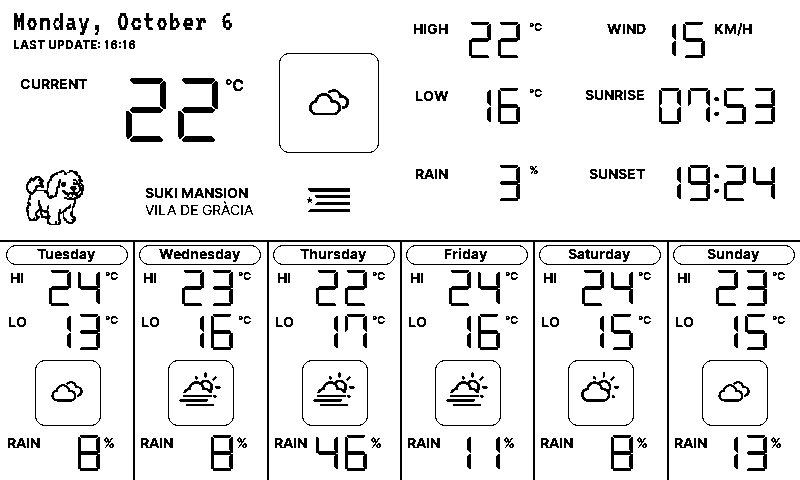 Monday, October 6
LAST UPDATE: 16:16
CURRENT 22 °C
SUKI MANSION
VILA DE GRÀCIA
HIGH 22 °C
LOW 16 °C
RAIN 3 %
WIND 15 KM/H
SUNRISE 07:53
SUNSET 19:24
Tuesday
HI 24 °C
LO 13 °C
RAIN 8 %
Wednesday
HI 23 °C
LO 16 °C
RAIN 8 %
Thursday
HI 22 °C
LO 17 °C
RAIN 46 %
Friday
HI 24 °C
LO 16 °C
RAIN 11 %
Saturday
HI 24 °C
LO 15 °C
RAIN 8 %
Sunday
HI 23 °C
LO 15 °C
RAIN 13 %